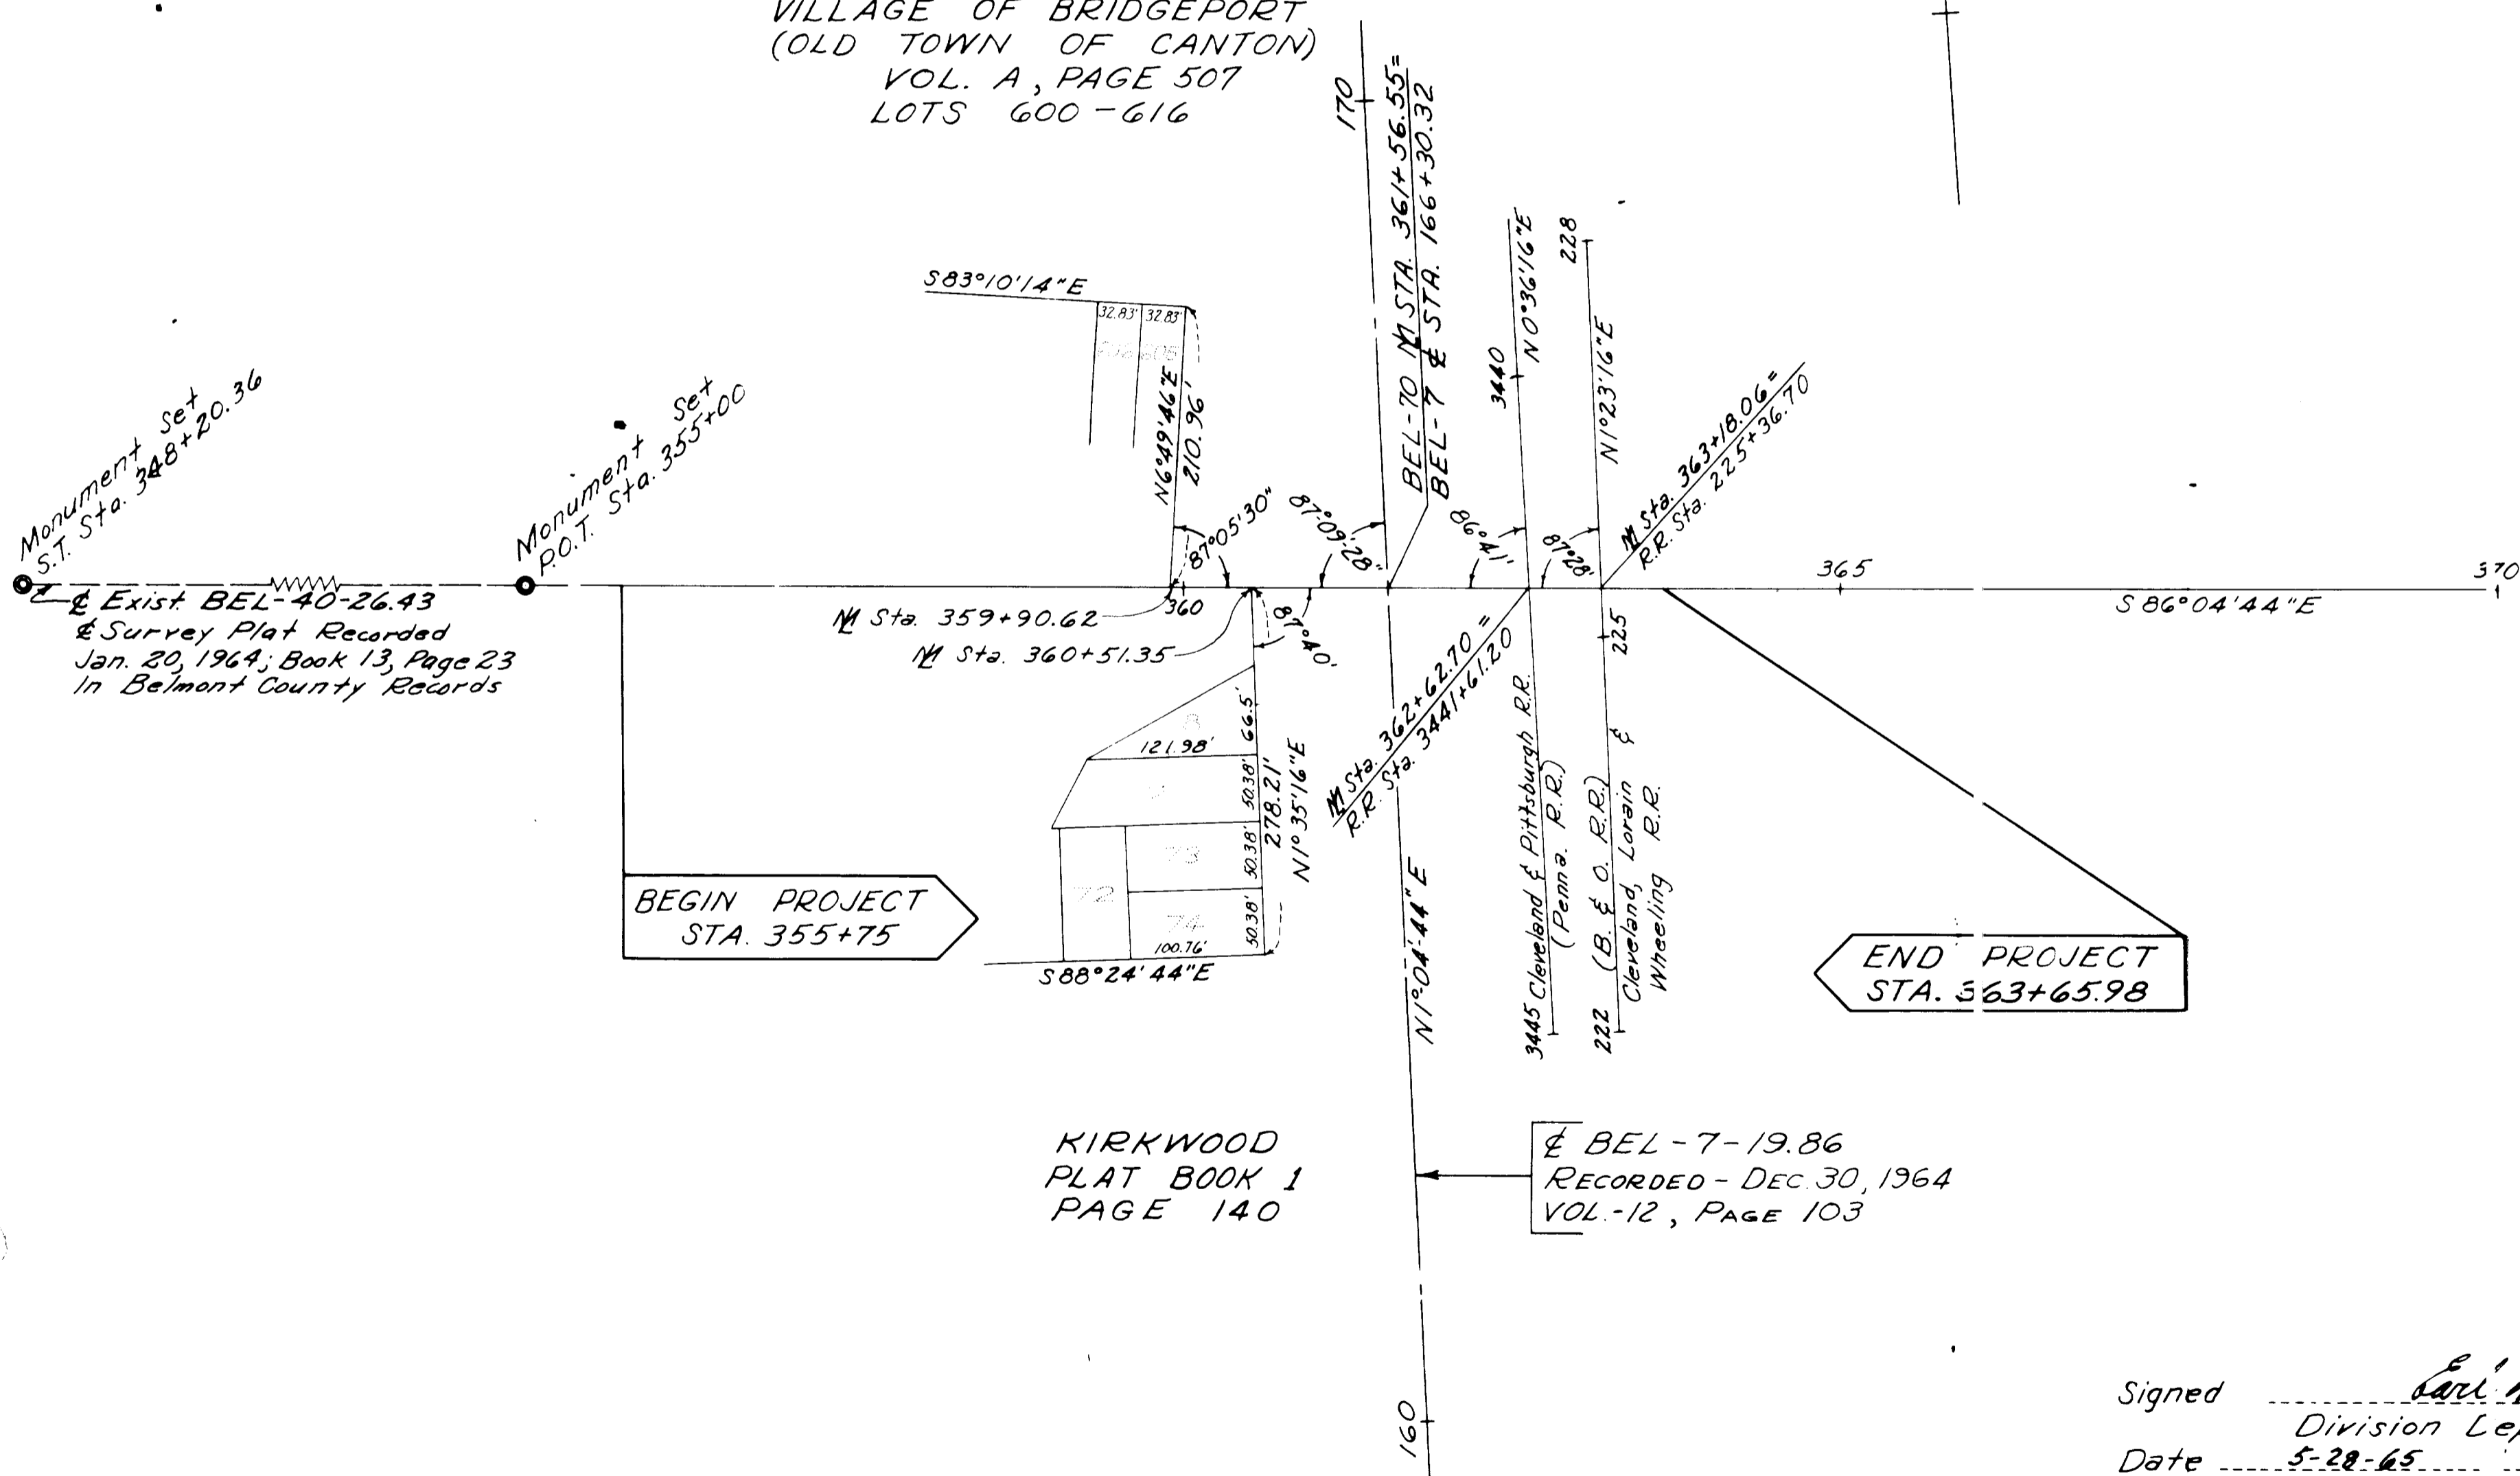 VILLAGE OF BRIDGEPORT
(OLD TOWN OF CANTON)
VOL. A, PAGE 507
LOTS 600-616
170
BEL-70 STA. 361+56.55=
BEL-7 ℄ STA. 166+30.32
3440
N0°36'16"E
228
N1°23'16"E
S83°10'14"E
32.83' 32.83'
N6°49'46"E
210.96'
Monument Set
S.T. Sta. 348+20.36
Monument Set
P.O.T. Sta. 355+00
87°05'30"
87°09'28"
86°41'
87°28'
Sta. 363+18.06=
R.R. Sta. 225+36.70
365
370
S86°04'44"E
℄ Exist. BEL-40-26.43
℄ Survey Plat Recorded
Jan. 20, 1964; Book 13, Page 23
In Belmont County Records
Sta. 359+90.62
360
Sta. 360+51.35
87°40'
225
Sta. 362+62.70=
R.R. Sta. 3441+61.20
8
66.5'
121.98'
50.38'
278.21'
N1°35'16"E
73
50.38'
72
74
50.38'
100.76'
S88°24'44"E
BEGIN PROJECT
STA. 355+75
N1°-04'-44"E
3445 Cleveland & Pittsburgh R.R.
(Penna. R.R.)
222 (B. & O. R.R.)
Cleveland, Lorain &
Wheeling R.R.
END PROJECT
STA. 363+65.98
KIRKWOOD
PLAT BOOK 1
PAGE 140
℄ BEL-7-19.86
RECORDED - DEC. 30, 1964
VOL.-12, PAGE 103
160
Signed Earl
Division
Date 5-28-65